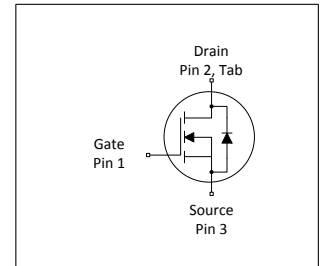 Drain
Pin 2, Tab
Gate
Pin 1
Source
Pin 3